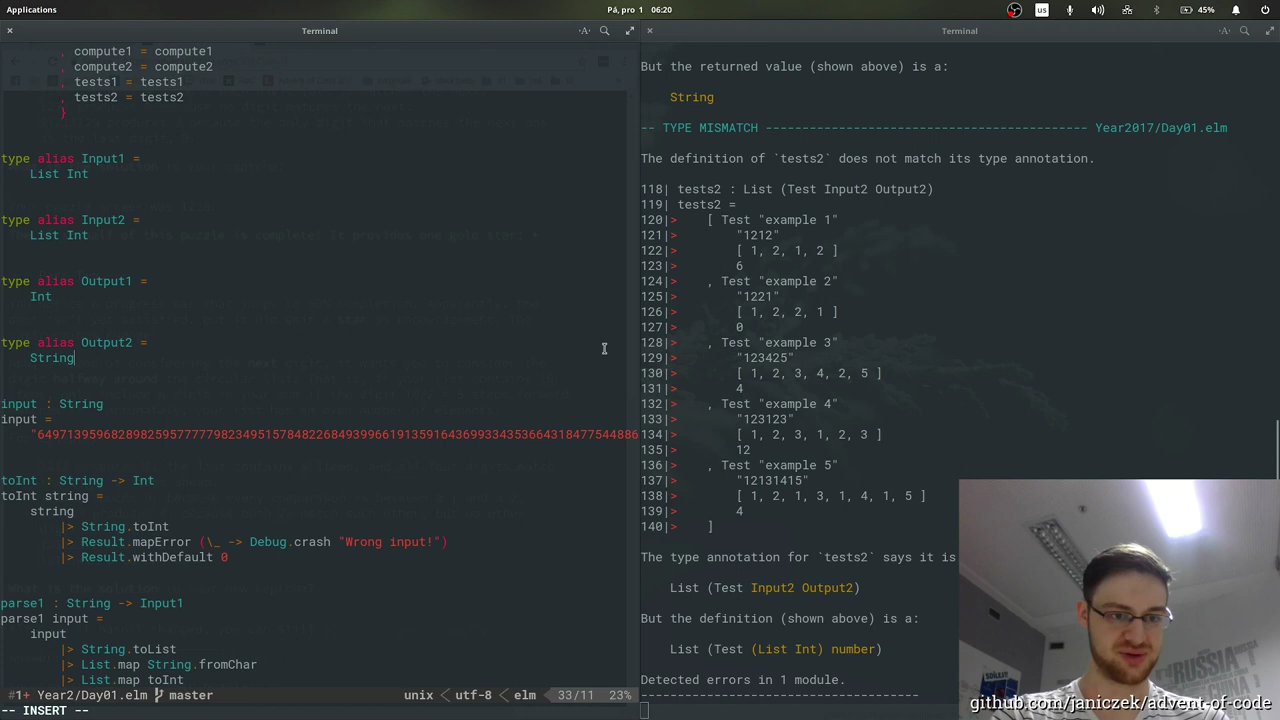 Applications
Pá, pro 1 06:20
us
45%
× Terminal -A-
× Terminal -A-
, compute1 = compute1
, compute2 = compute2
, tests1 = tests1
, tests2 = tests2
}
type alias Input1 =
List Int
type alias Input2 =
List Int
type alias Output1 =
Int
type alias Output2 =
String
input : String
input =
toInt : String -> Int
toInt string =
string
|> String.toInt
|> Result.mapError (\_ -> Debug.crash "Wrong input!")
|> Result.withDefault 0
parse1 : String -> Input1
parse1 input =
input
|> String.toList
|> List.map String.fromChar
|> List.map toInt
#1+ Year2/Day01.elm master unix < utf-8 < elm 33/11 23%
-- INSERT --
But the returned value (shown above) is a:
String
-- TYPE MISMATCH -------------------------------------------- Year2017/Day01.elm
The definition of `tests2` does not match its type annotation.
118| tests2 : List (Test Input2 Output2)
119| tests2 =
120|> [ Test "example 1"
121|> "1212"
122|> [ 1, 2, 1, 2 ]
123|> 6
124|> , Test "example 2"
125|> "1221"
126|> [ 1, 2, 2, 1 ]
127|> 0
128|> , Test "example 3"
129|> "123425"
130|> [ 1, 2, 3, 4, 2, 5 ]
131|> 4
132|> , Test "example 4"
133|> "123123"
134|> [ 1, 2, 3, 1, 2, 3 ]
135|> 12
136|> , Test "example 5"
137|> "12131415"
138|> [ 1, 2, 1, 3, 1, 4, 1, 5 ]
139|> 4
140|> ]
The type annotation for `tests2` says it is
List (Test Input2 Output2)
But the definition (shown above) is a:
List (Test (List Int) number)
Detected errors in 1 module.
--------------------------------------
RUSSIA
github.com/janiczek/advent-of-code